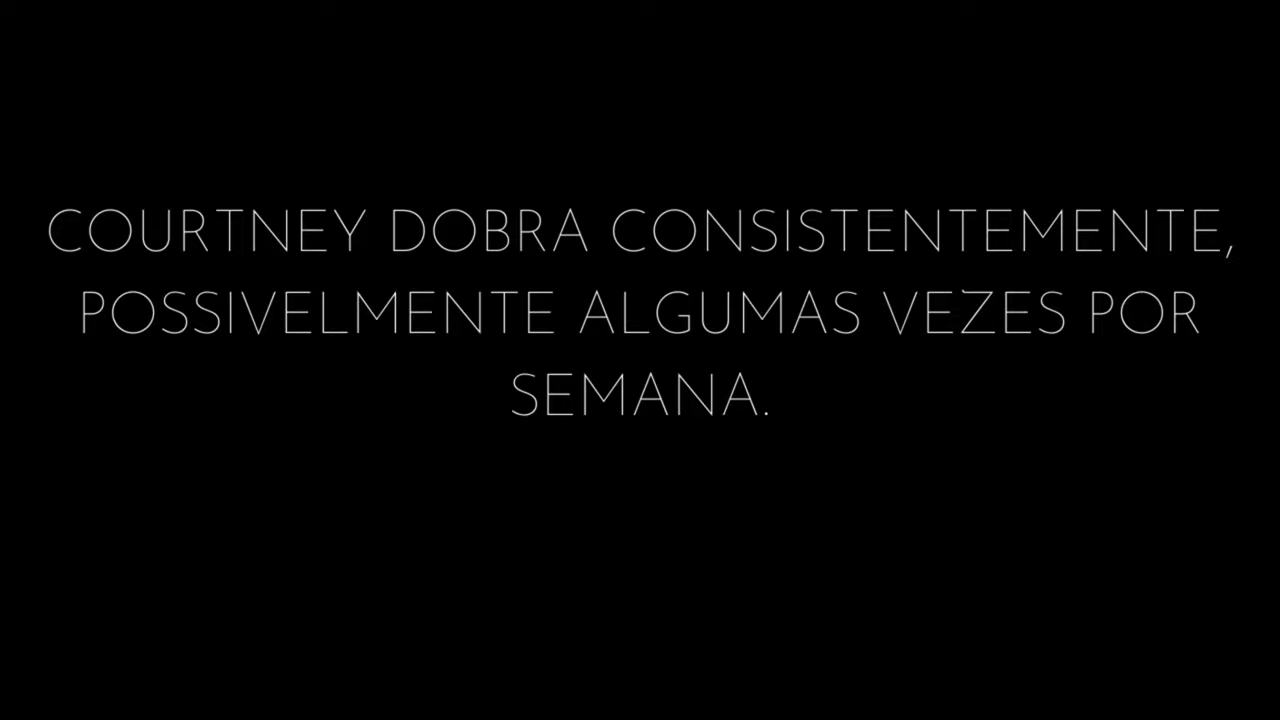 COURTNEY DOBRA CONSISTENTEMENTE,
POSSIVELMENTE ALGUMAS VEZES POR
SEMANA.